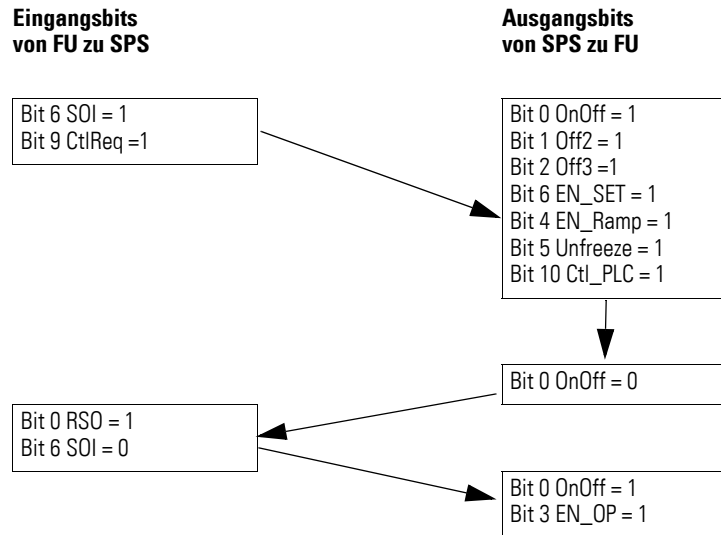 Eingangsbits
von FU zu SPS
Ausgangsbits
von SPS zu FU
Bit 6 SOI = 1
Bit 9 CtlReq =1
Bit 0 OnOff = 1
Bit 1 Off2 = 1
Bit 2 Off3 =1
Bit 6 EN_SET = 1
Bit 4 EN_Ramp = 1
Bit 5 Unfreeze = 1
Bit 10 Ctl_PLC = 1
Bit 0 OnOff = 0
Bit 0 RSO = 1
Bit 6 SOI = 0
Bit 0 OnOff = 1
Bit 3 EN_OP = 1